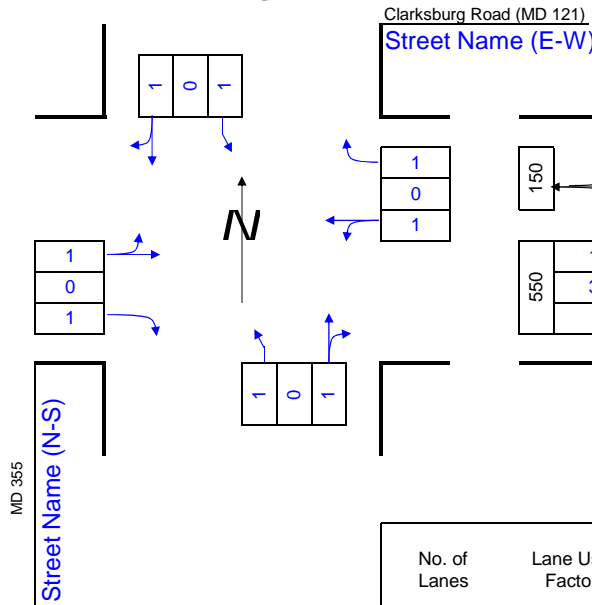 Clarksburg Road (MD 121)
Street Name (E-W)
1 0 1
1
0
1
150
N
1
0
1
550
1 0 1
MD 355
Street Name (N-S)
No. of
Lanes
Lane